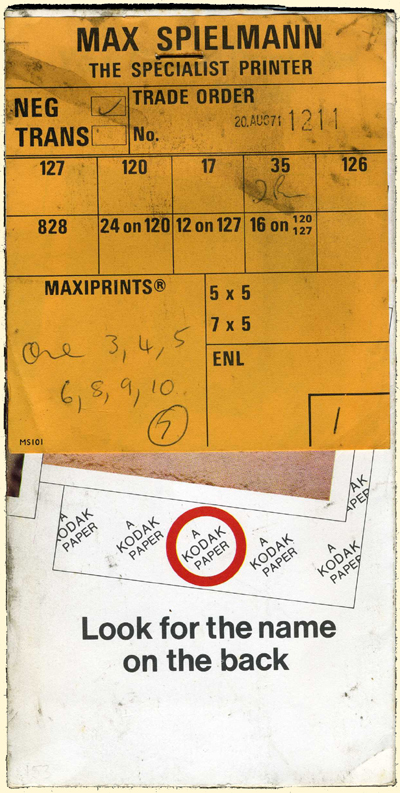 MAX SPIELMANN
THE SPECIALIST PRINTER
NEG ✓
TRANS
TRADE ORDER
No. 20.AUG71 1211
127 120 17 35 126
828 24 on 120 12 on 127 16 on 120 127
MAXIPRINTS®
5 x 5
7 x 5
One 3, 4, 5
6, 8, 9, 10.
7
ENL
1
MS101
A KODAK PAPER
A KODAK PAPER
A KODAK PAPER
A KODAK PAPER
A KODAK PAPER
AK
APER
Look for the name
on the back